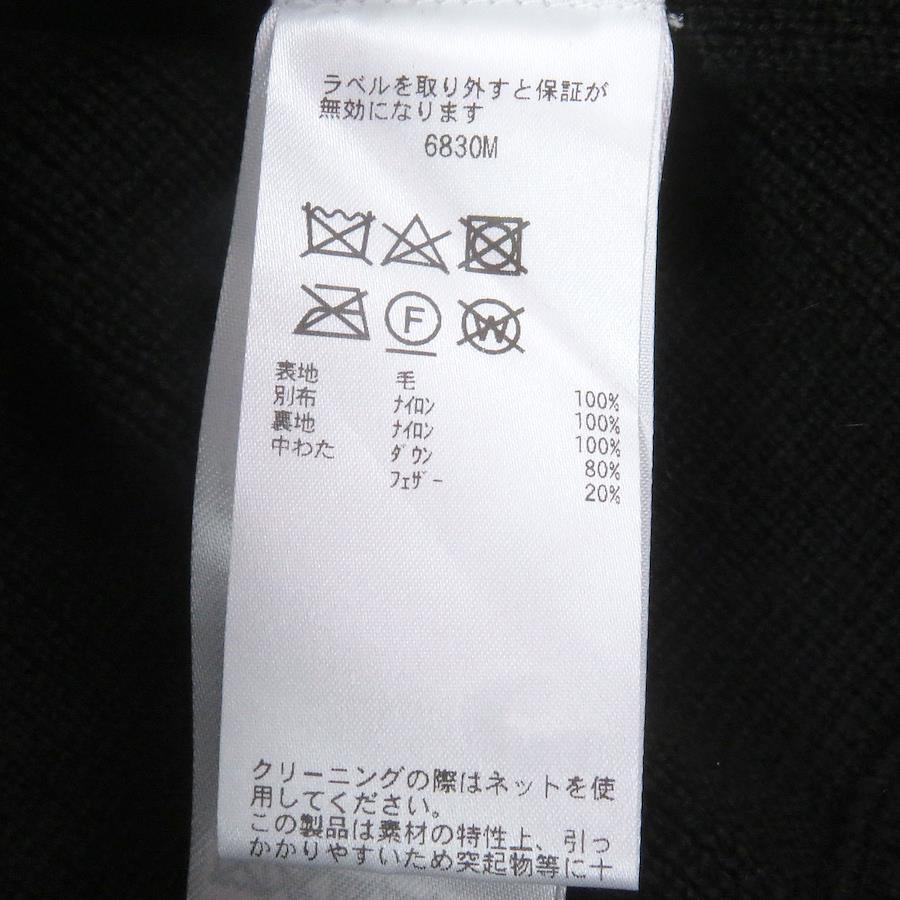 ラベルを取り外すと保証が
無効になります
6830M
F
W
表地 毛 100%
別布 ナイロン 100%
裏地 ナイロン 100%
中わた ダウン 80%
フェザー 20%
クリーニングの際はネットを使
用してください。
この製品は素材の特性上、引っ
かかりやすいため突起物等に十